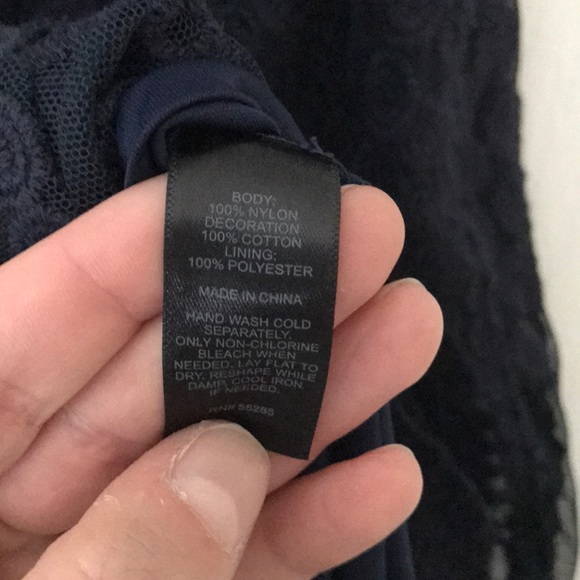 BODY:
100% NYLON
DECORATION
100% COTTON
LINING:
100% POLYESTER
MADE IN CHINA
HAND WASH COLD
SEPARATELY.
ONLY NON-CHLORINE
BLEACH WHEN
NEEDED. LAY FLAT TO
DRY. RESHAPE WHILE
DAMP. COOL IRON.
IF NEEDED.
RN# 55285